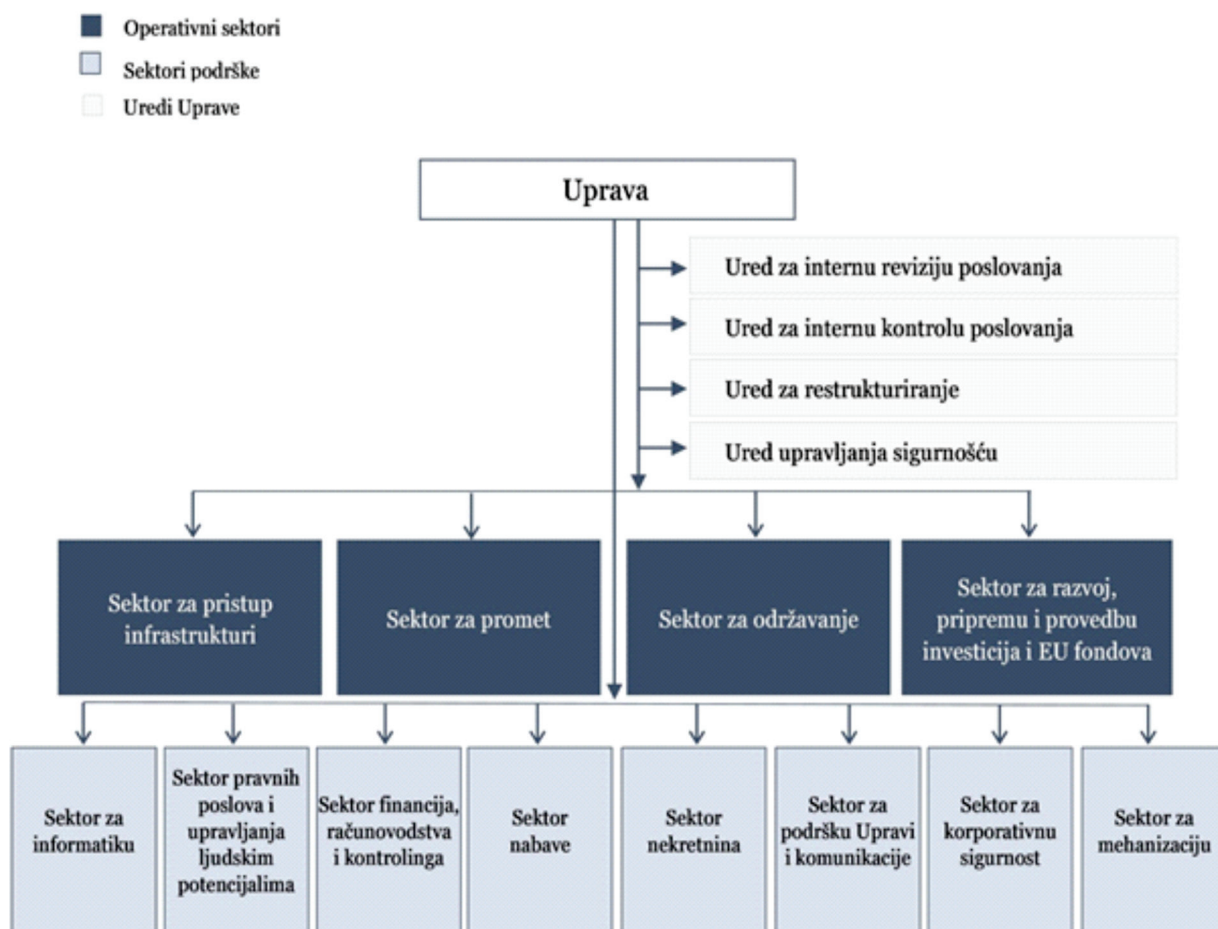 Operativni sektori
Sektori podrške
Uredi Uprave
Uprava
Ured za internu reviziju poslovanja
Ured za internu kontrolu poslovanja
Ured za restrukturiranje
Ured upravljanja sigurnošću
Sektor za pristup
infrastrukturi
Sektor za promet
Sektor za održavanje
Sektor za razvoj,
pripremu i provedbu
investicija i EU fondova
Sektor za
informatiku
Sektor pravnih
poslova i
upravljanja
ljudskim
potencijalima
Sektor financija,
računovodstva
i kontrolinga
Sektor
nabave
Sektor
nekretnina
Sektor za
podršku Upravi
i komunikacije
Sektor za
korporativnu
sigurnost
Sektor za
mehanizaciju